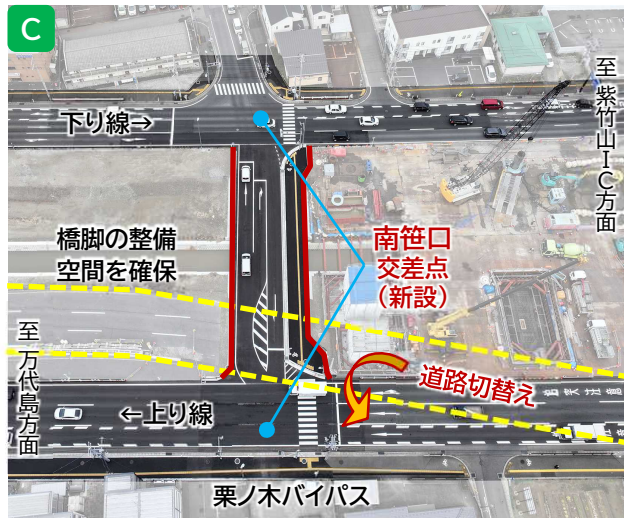 C
下り線→
至 紫竹山IC方面
橋脚の整備
空間を確保
南笹口
交差点
（新設）
至 万代島方面
道路切替え
←上り線
栗ノ木バイパス